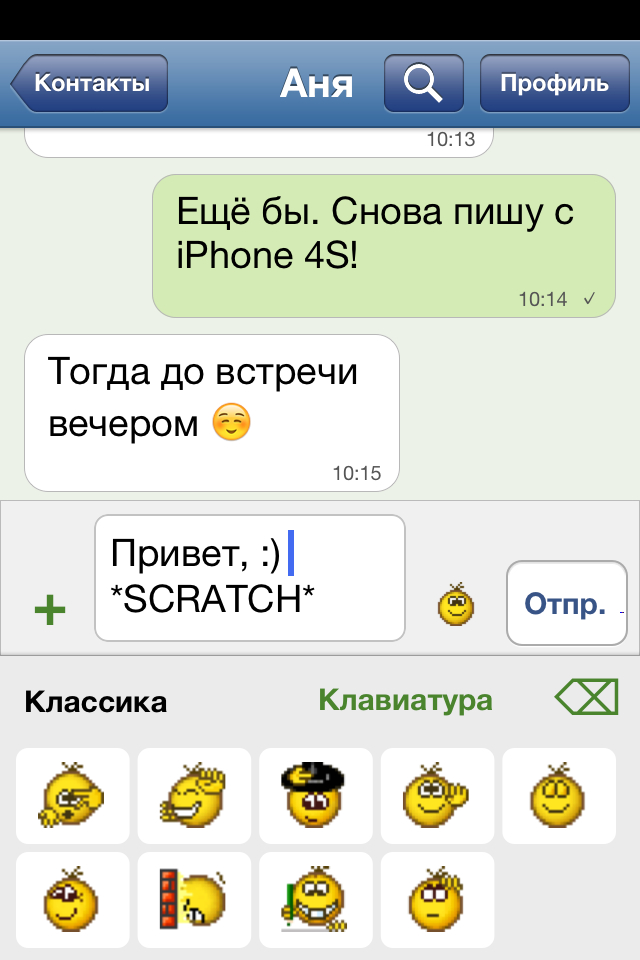 Контакты Аня Профиль
10:13
Ещё бы. Снова пишу с
iPhone 4S!
10:14 ✓
Тогда до встречи
вечером ☺️
10:15
Привет, :)
*SCRATCH*
Отпр.
Классика Клавиатура